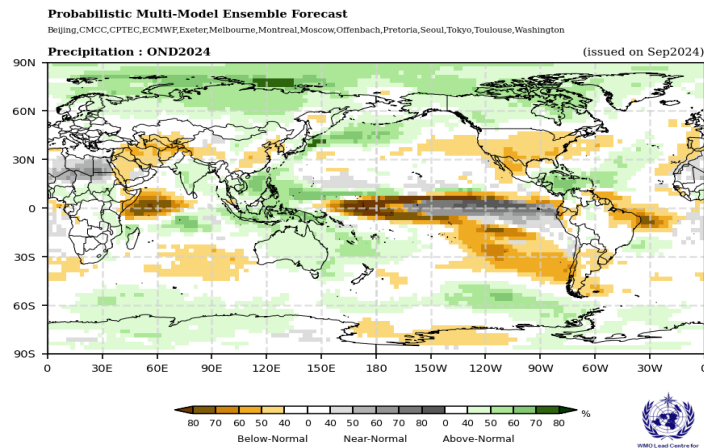 Probabilistic Multi-Model Ensemble Forecast
Beijing,CMCC,CPTEC,ECMWF,Exeter,Melbourne,Montreal,Moscow,Offenbach,Pretoria,Seoul,Tokyo,Toulouse,Washington
Precipitation : OND2024 (issued on Sep2024)
90N
60N
30N
0
30S
60S
90S
0 30E 60E 90E 120E 150E 180 150W 120W 90W 60W 30W 0
80 70 60 50 40 0 40 50 60 70 80 0 40 50 60 70 80 %
Below-Normal Near-Normal Above-Normal
WMO Lead Centre for